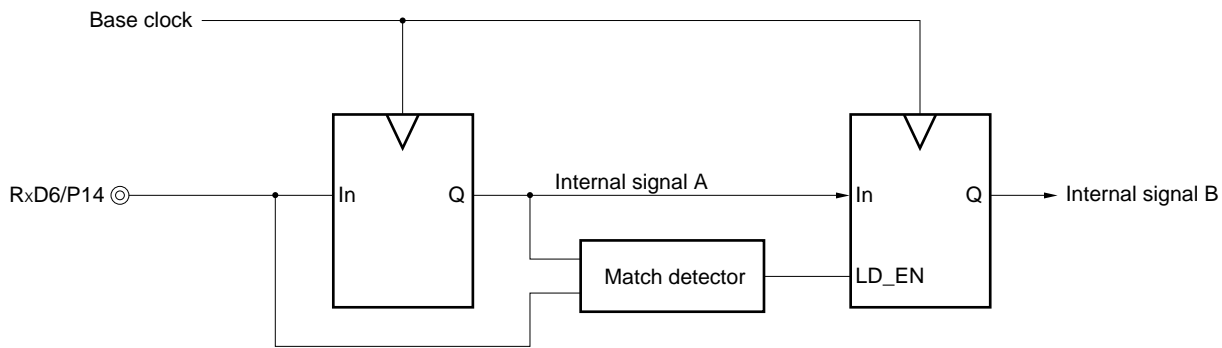 Base clock
RxD6/P14
In
Q
Internal signal A
In
Q
Internal signal B
Match detector
LD_EN